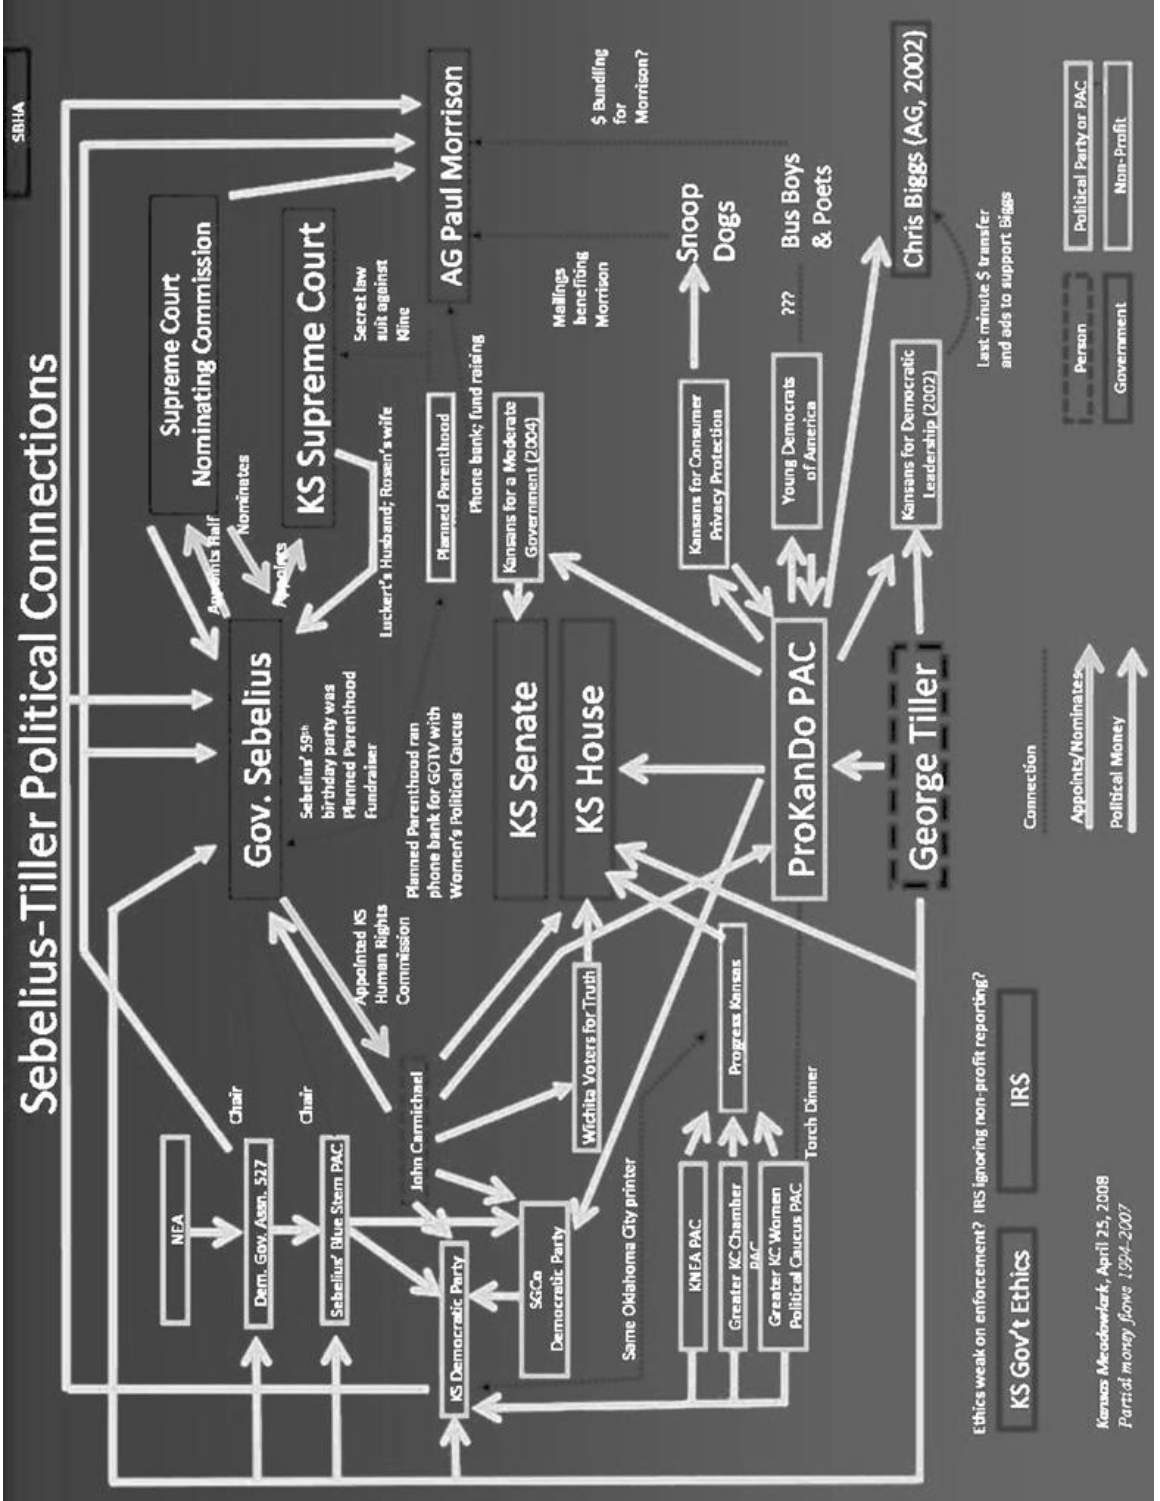 Sebelius-Tiller Political Connections
SBHA
NEA
Dem. Gov. Assn. 527
Chair
Sebelius' Blue Stem PAC
Chair
John Carmichael
KS Democratic Party
SGCo
Democratic Party
Same Oklahoma City printer
KNEA PAC
Greater KC Chamber
PAC
Greater KC Women
Political Caucus PAC
Torch Dinner
Wichita Voters for Truth
Progress Kansas
Appointed KS
Human Rights
Commission
Gov. Sebelius
Sebelius' 59th
birthday party was
Planned Parenthood
Fundraiser
Planned Parenthood ran
phone bank for GOTV with
Women's Political Caucus
KS Senate
KS House
ProKanDo PAC
George Tiller
Appoints Half
Nominates
Appoints
Supreme Court
Nominating Commission
KS Supreme Court
Luckert's Husband; Rosen's wife
Secret law
suit against
Kline
Planned Parenthood
Phone bank; fund raising
Kansans for a Moderate
Government (2004)
Kansans for Consumer
Privacy Protection
Young Democrats
of America
???
Kansans for Democratic
Leadership (2002)
AG Paul Morrison
Mailings
benefiting
Morrison
$ Bundling
for
Morrison?
Snoop
Dogs
Bus Boys
& Poets
Chris Biggs (AG, 2002)
Last minute $ transfer
and ads to support Biggs
Ethics weak on enforcement?
IRS ignoring non-profit reporting?
KS Gov't Ethics
IRS
Connection
Appoints/Nominates
Political Money
Person
Government
Political Party or PAC
Non-Profit
Kansas Meadowlark, April 25, 2008
Partial money flows 1994-2007